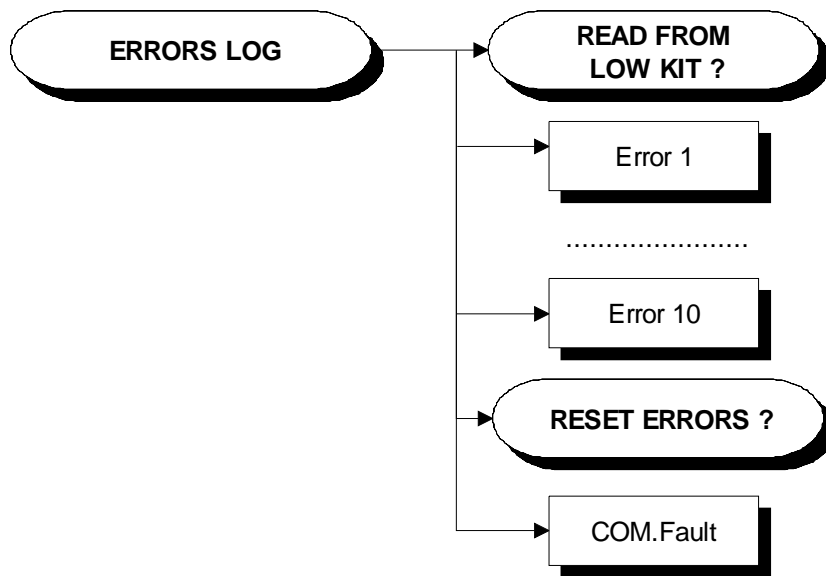 ERRORS LOG
READ FROM
LOW KIT ?
Error 1
.......................
Error 10
RESET ERRORS ?
COM.Fault